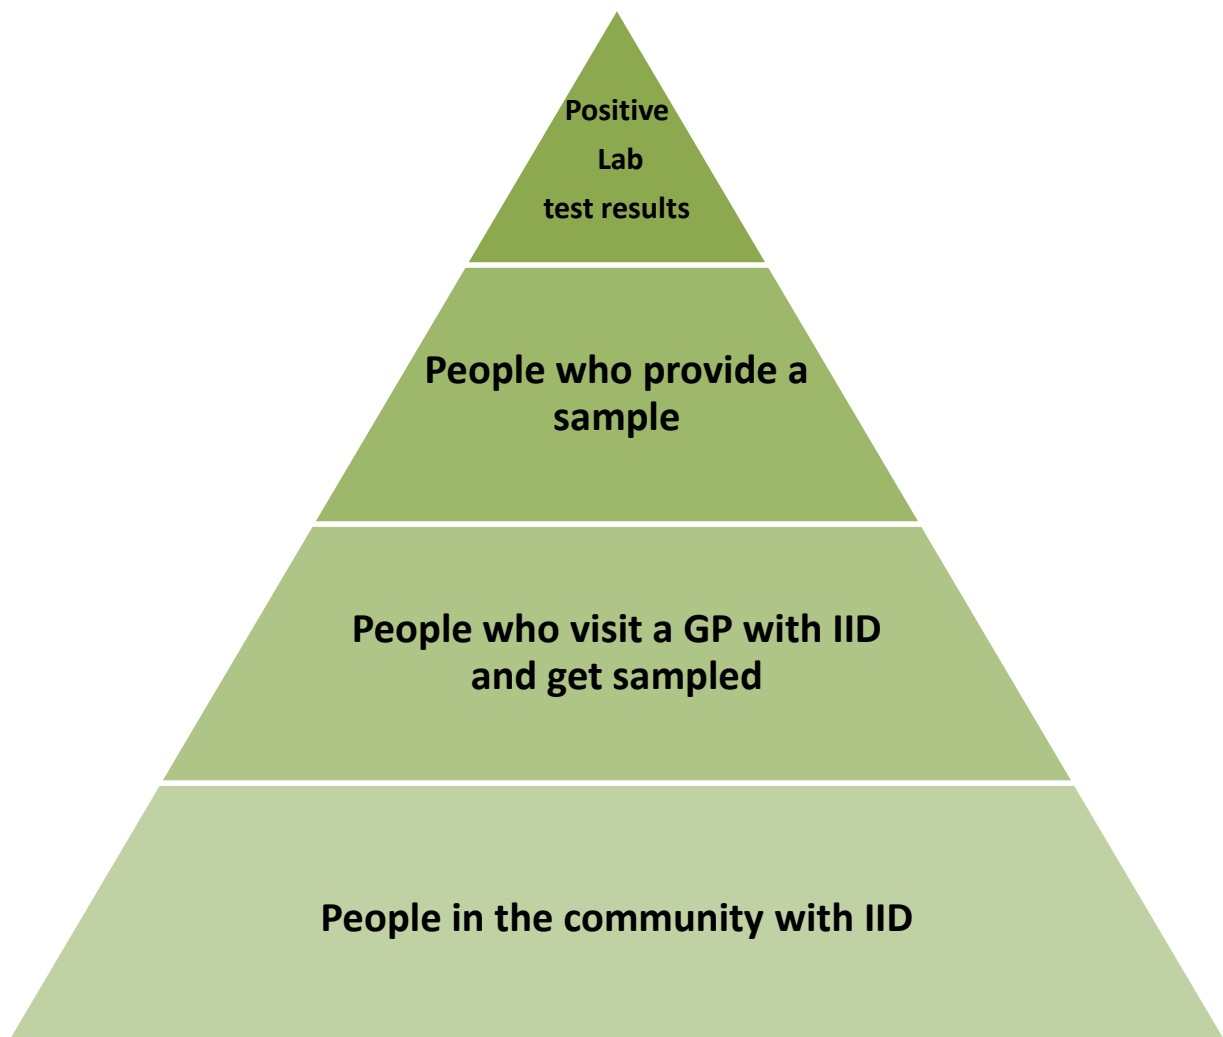 Positive
Lab
test results
People who provide a
sample
People who visit a GP with IID
and get sampled
People in the community with IID